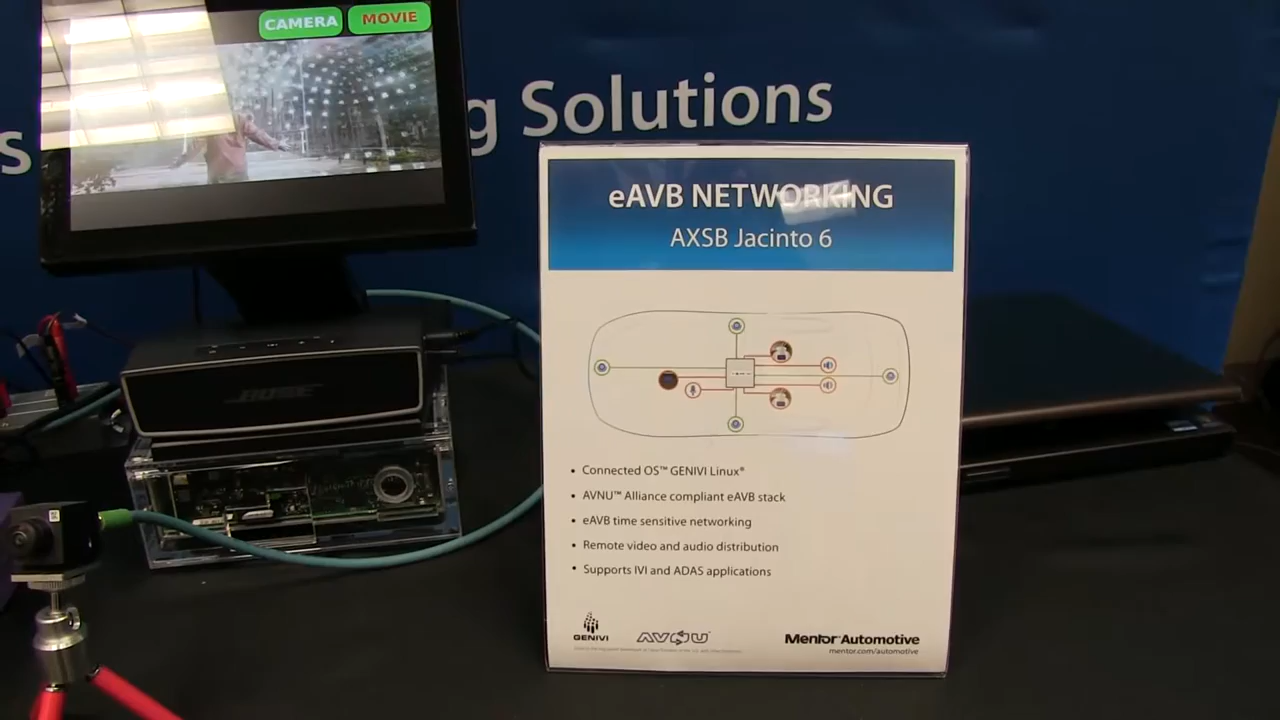 CAMERA MOVIE
s
g Solutions
BOSE
eAVB NETWORKING
AXSB Jacinto 6
• Connected OS™ GENIVI Linux®
• AVNU™ Alliance compliant eAVB stack
• eAVB time sensitive networking
• Remote video and audio distribution
• Supports IVI and ADAS applications
GENIVI
AVNU
Mentor Automotive
mentor.com/automotive